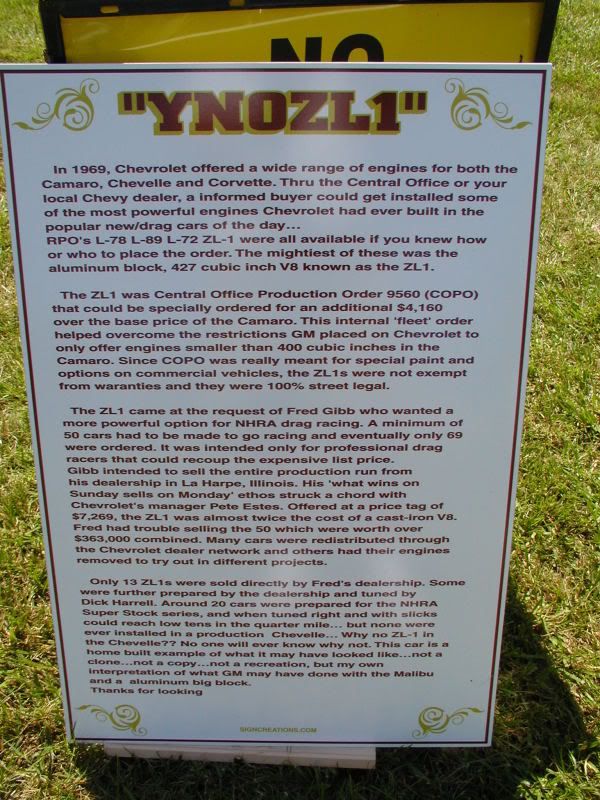 NO
"YNOZL1"
In 1969, Chevrolet offered a wide range of engines for both the
Camaro, Chevelle and Corvette. Thru the Central Office or your
local Chevy dealer, a informed buyer could get installed some
of the most powerful engines Chevrolet had ever built in the
popular new/drag cars of the day...
RPO's L-78 L-89 L-72 ZL-1 were all available if you knew how
or who to place the order. The mightiest of these was the
aluminum block, 427 cubic inch V8 known as the ZL1.
The ZL1 was Central Office Production Order 9560 (COPO)
that could be specially ordered for an additional $4,160
over the base price of the Camaro. This internal 'fleet' order
helped overcome the restrictions GM placed on Chevrolet to
only offer engines smaller than 400 cubic inches in the
Camaro. Since COPO was really meant for special paint and
options on commercial vehicles, the ZL1s were not exempt
from waranties and they were 100% street legal.
The ZL1 came at the request of Fred Gibb who wanted a
more powerful option for NHRA drag racing. A minimum of
50 cars had to be made to go racing and eventually only 69
were ordered. It was intended only for professional drag
racers that could recoup the expensive list price.
Gibb intended to sell the entire production run from
his dealership in La Harpe, Illinois. His 'what wins on
Sunday sells on Monday' ethos struck a chord with
Chevrolet's manager Pete Estes. Offered at a price tag of
$7,269, the ZL1 was almost twice the cost of a cast-iron V8.
Fred had trouble selling the 50 which were worth over
$363,000 combined. Many cars were redistributed through
the Chevrolet dealer network and others had their engines
removed to try out in different projects.
Only 13 ZL1s were sold directly by Fred's dealership. Some
were further prepared by the dealership and tuned by
Dick Harrell. Around 20 cars were prepared for the NHRA
Super Stock series, and when tuned right and with slicks
could reach low tens in the quarter mile... but none were
ever installed in a production Chevelle... Why no ZL-1 in
the Chevelle?? No one will ever know why not. This car is a
home built example of what it may have looked like...not a
clone...not a copy...not a recreation, but my own
interpretation of what GM may have done with the Malibu
and a aluminum big block.
Thanks for looking
SIGNCREATIONS.COM